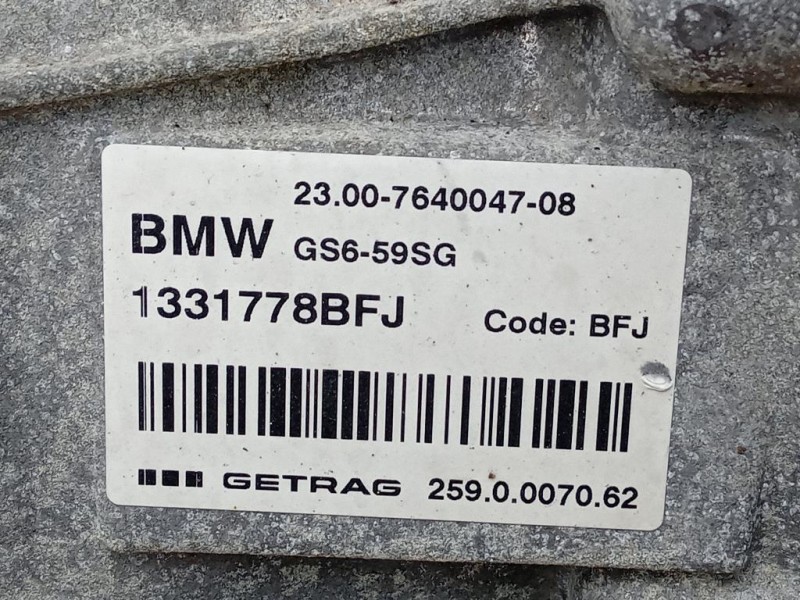 23.00-7640047-08
BMW GS6-59SG
1331778BFJ Code: BFJ
GETRAG 259.0.0070.62